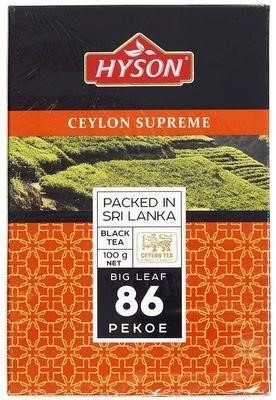 HYSON
CEYLON SUPREME
PACKED IN
SRI LANKA
BLACK
TEA
100 g
NET
CEYLON TEA
BIG LEAF
86
PEKOE